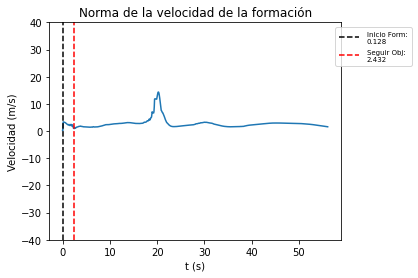 Norma de la velocidad de la formación
Velocidad (m/s)
40
30
20
10
0
−10
−20
−30
−40
0 10 20 30 40 50
t (s)
Inicio Form:
0.128
Seguir Obj:
2.432